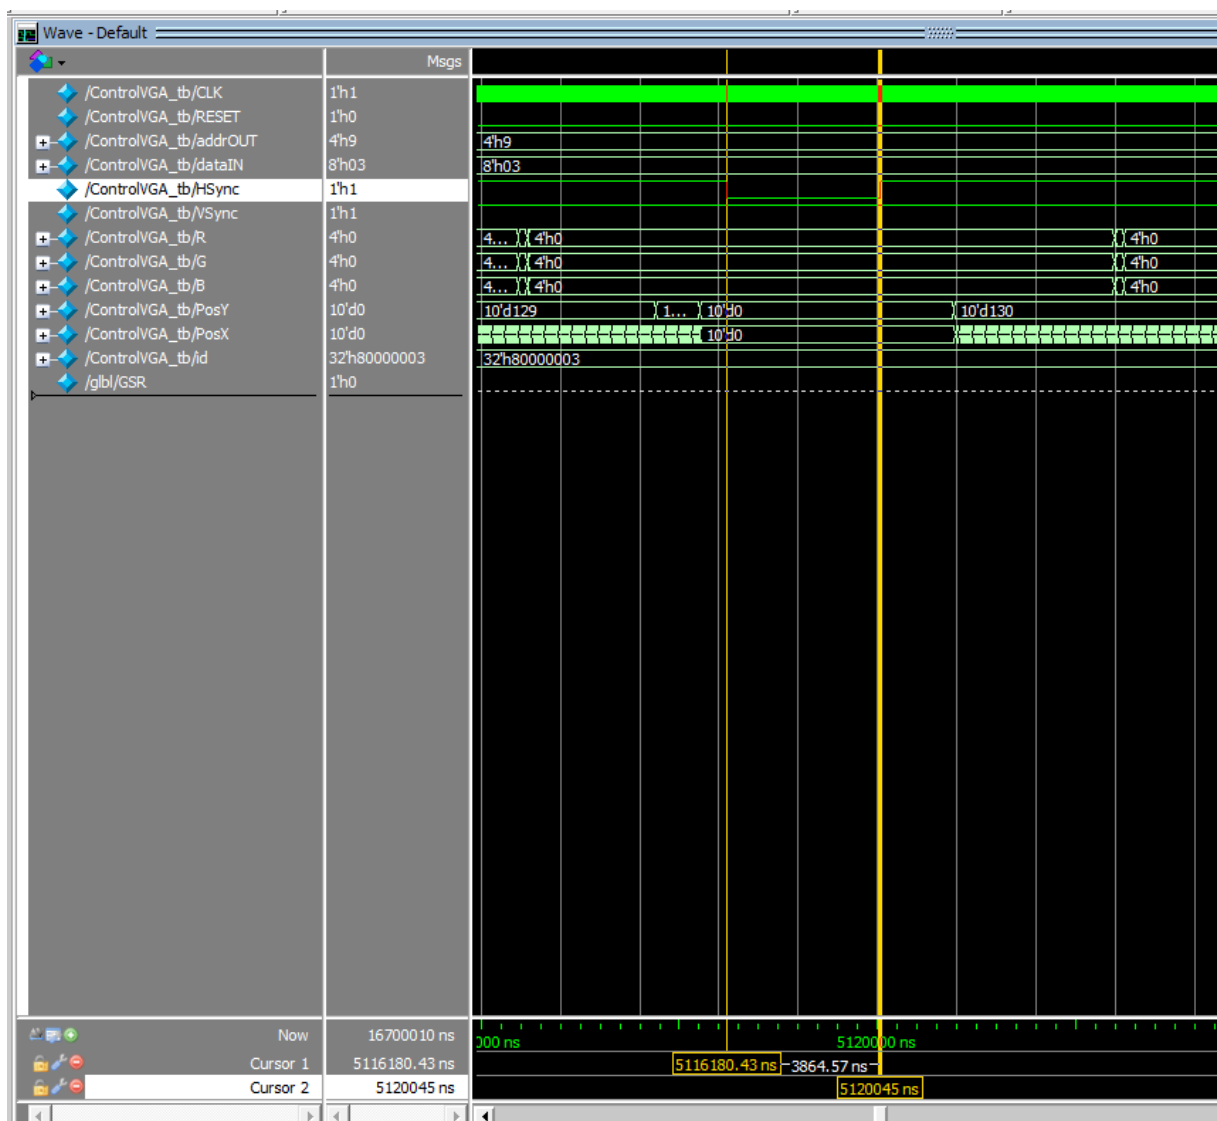 Wave - Default
Msgs
/ControlVGA_tb/CLK 1'h1
/ControlVGA_tb/RESET 1'h0
/ControlVGA_tb/addrOUT 4'h9 4'h9
/ControlVGA_tb/dataIN 8'h03 8'h03
/ControlVGA_tb/HSync 1'h1
/ControlVGA_tb/VSync 1'h1
/ControlVGA_tb/R 4'h0 4... 4'h0 4'h0
/ControlVGA_tb/G 4'h0 4... 4'h0 4'h0
/ControlVGA_tb/B 4'h0 4... 4'h0 4'h0
/ControlVGA_tb/PosY 10'd0 10'd129 1... 10'd0 10'd130
/ControlVGA_tb/PosX 10'd0 10'd0
/ControlVGA_tb/id 32'h80000003 32'h80000003
/glbl/GSR 1'h0
Now 16700010 ns 000 ns 5120000 ns
Cursor 1 5116180.43 ns 5116180.43 ns 3864.57 ns
Cursor 2 5120045 ns 5120045 ns